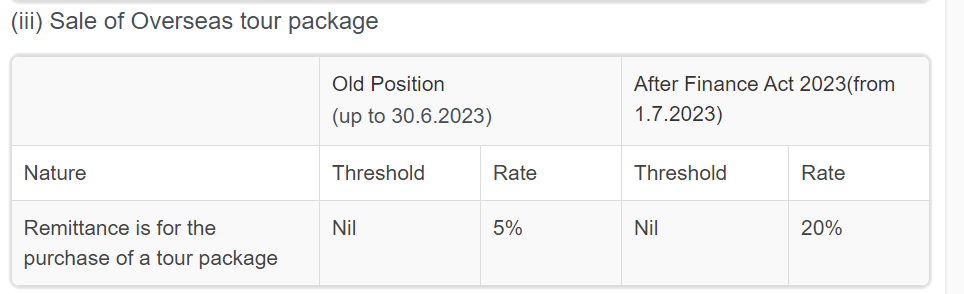 (iii) Sale of Overseas tour package
Old Position
(up to 30.6.2023)
After Finance Act 2023(from
1.7.2023)
Nature
Threshold
Rate
Threshold
Rate
Remittance is for the
purchase of a tour package
Nil
5%
Nil
20%